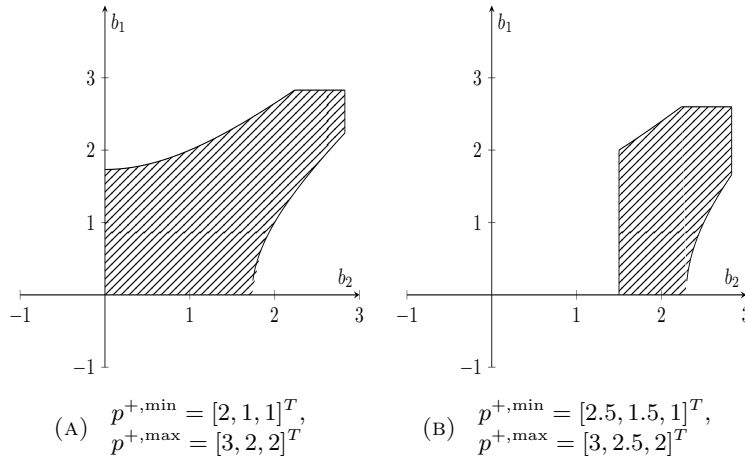 b₁
3
2
1
−1
−1
1
2
3
b₂
(A) p^{+,min} = [2, 1, 1]^T,
p^{+,max} = [3, 2, 2]^T
b₁
3
2
1
−1
−1
1
2
3
b₂
(B) p^{+,min} = [2.5, 1.5, 1]^T,
p^{+,max} = [3, 2.5, 2]^T